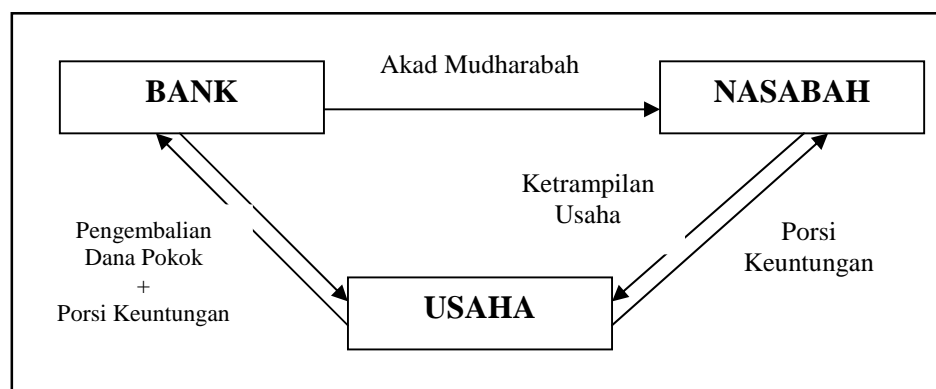 Akad Mudharabah
BANK
NASABAH
Ketrampilan
Usaha
Pengembalian
Dana Pokok
+
Porsi Keuntungan
Porsi
Keuntungan
USAHA